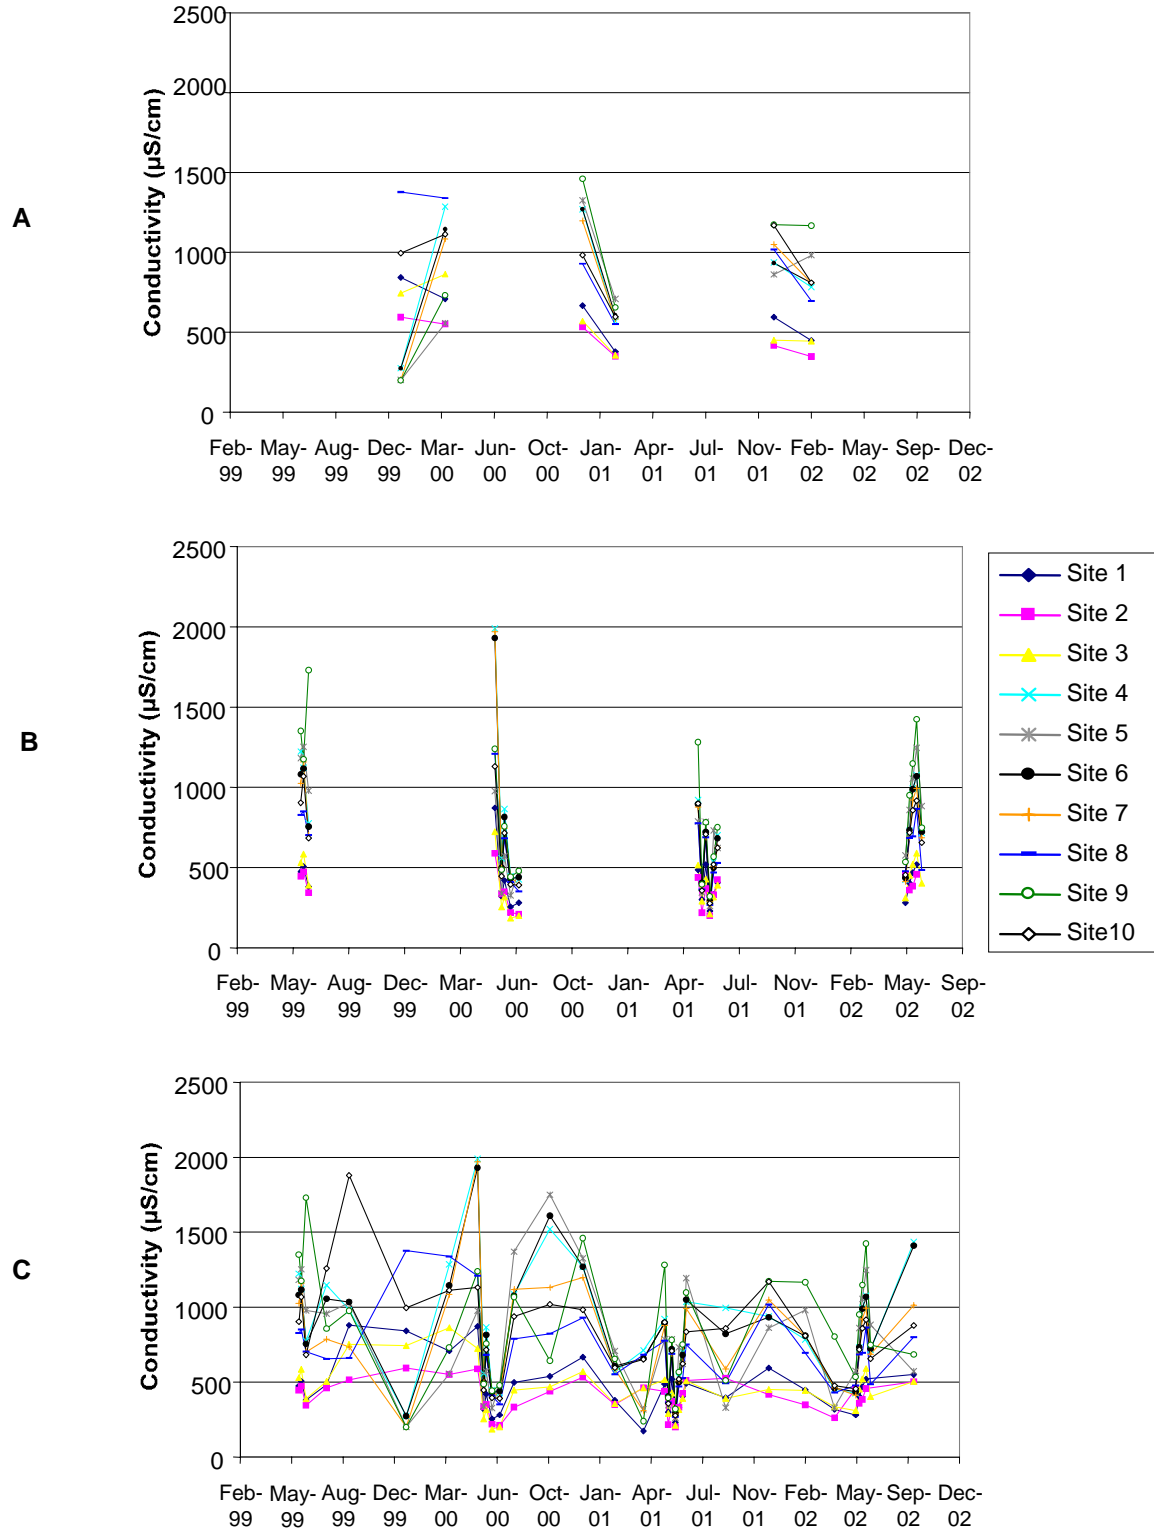 A
Conductivity (µS/cm)
2500
2000
1500
1000
500
0
Feb-99 May-99 Aug-99 Dec-99 Mar-00 Jun-00 Oct-00 Jan-01 Apr-01 Jul-01 Nov-01 Feb-02 May-02 Sep-02 Dec-02
B
Conductivity (µS/cm)
2500
2000
1500
1000
500
0
Feb-99 May-99 Aug-99 Dec-99 Mar-00 Jun-00 Oct-00 Jan-01 Apr-01 Jul-01 Nov-01 Feb-02 May-02 Sep-02
Site 1
Site 2
Site 3
Site 4
Site 5
Site 6
Site 7
Site 8
Site 9
Site10
C
Conductivity (µS/cm)
2500
2000
1500
1000
500
0
Feb-99 May-99 Aug-99 Dec-99 Mar-00 Jun-00 Oct-00 Jan-01 Apr-01 Jul-01 Nov-01 Feb-02 May-02 Sep-02 Dec-02